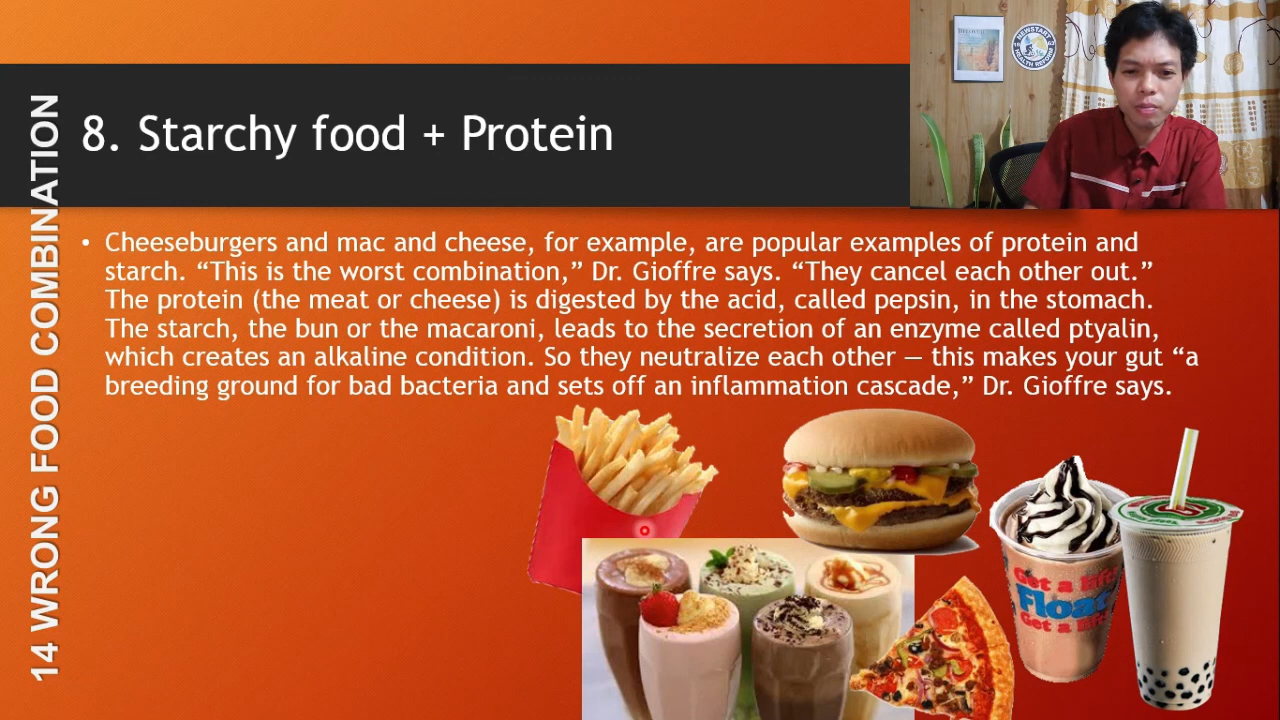 14 WRONG FOOD COMBINATION
8. Starchy food + Protein
NEWSTART
HEALTH REFORM
• Cheeseburgers and mac and cheese, for example, are popular examples of protein and
starch. “This is the worst combination,” Dr. Gioffre says. “They cancel each other out.”
The protein (the meat or cheese) is digested by the acid, called pepsin, in the stomach.
The starch, the bun or the macaroni, leads to the secretion of an enzyme called ptyalin,
which creates an alkaline condition. So they neutralize each other — this makes your gut “a
breeding ground for bad bacteria and sets off an inflammation cascade,” Dr. Gioffre says.
Get a life!
Float
Get a life!